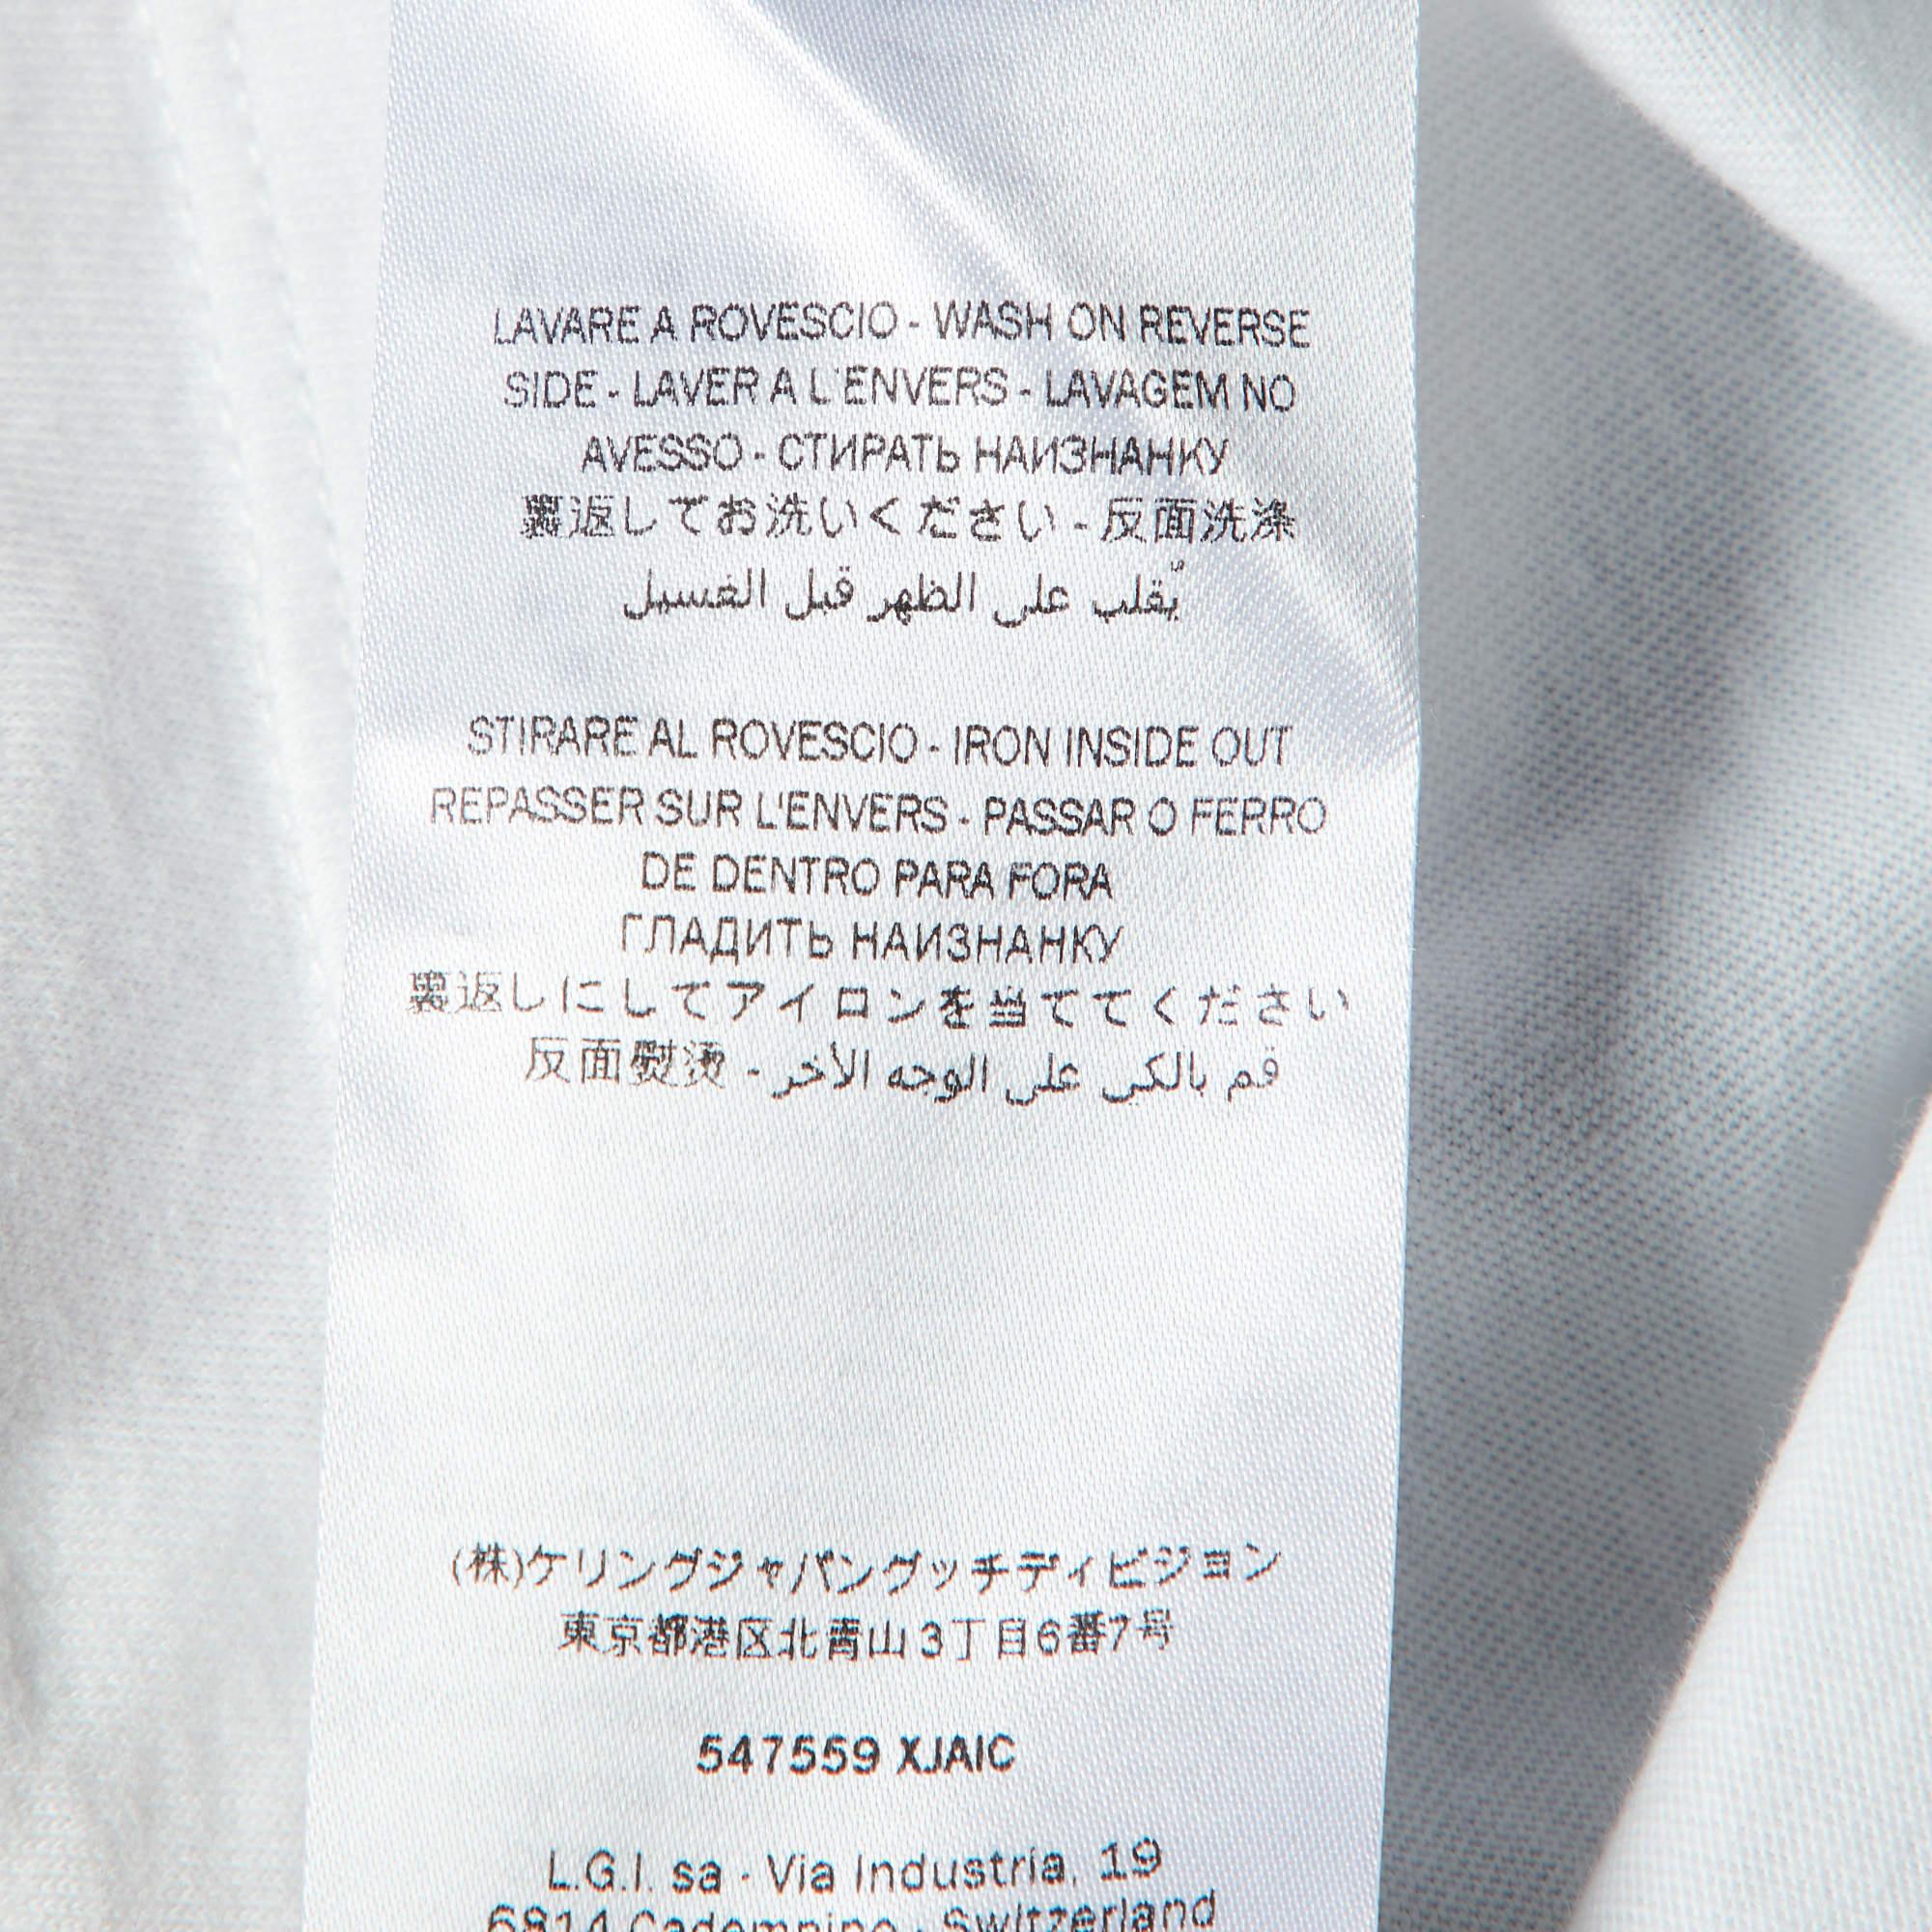 LAVARE A ROVESCIO - WASH ON REVERSE
SIDE - LAVER A L'ENVERS - LAVAGEM NO
AVESSO - СТИРАТЬ НАИЗНАНКУ
裏返してお洗いください - 反面洗涤
يُقلب على الظهر قبل الغسيل
STIRARE AL ROVESCIO - IRON INSIDE OUT
REPASSER SUR L'ENVERS - PASSAR O FERRO
DE DENTRO PARA FORA
ГЛАДИТЬ НАИЗНАНКУ
裏返しにしてアイロンを当ててください
反面熨烫 - قم بالكي على الوجه الأخر
(株)ケリングジャパングッチディビジョン
東京都港区北青山3丁目6番7号
547559 XJAIC
L.G.I. sa - Via Industria, 19
6814 Cadempino - Switzerland